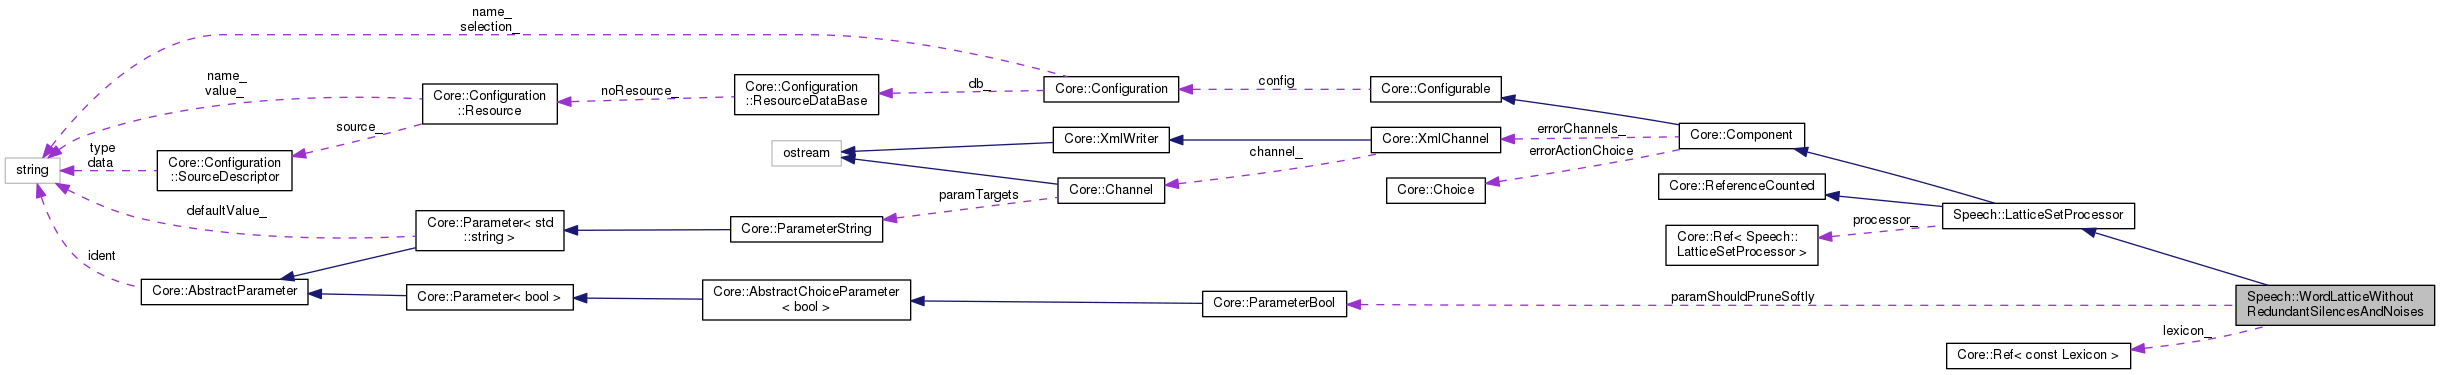 name_
selection_
name_
value_
Core::Configuration
::Resource
noResource_
Core::Configuration
::ResourceDataBase
db_
Core::Configuration
config
Core::Configurable
source_
type
data
Core::Configuration
::SourceDescriptor
string
ostream
Core::XmlWriter
Core::XmlChannel
errorChannels_
errorActionChoice
Core::Component
channel_
Core::Channel
Core::Choice
Core::ReferenceCounted
paramTargets
defaultValue_
Core::Parameter< std
::string >
Core::ParameterString
processor_
Speech::LatticeSetProcessor
Core::Ref< Speech::
LatticeSetProcessor >
ident
Core::AbstractParameter
Core::Parameter< bool >
Core::AbstractChoiceParameter
< bool >
Core::ParameterBool
paramShouldPruneSoftly
Speech::WordLatticeWithout
RedundantSilencesAndNoises
lexicon_
Core::Ref< const Lexicon >